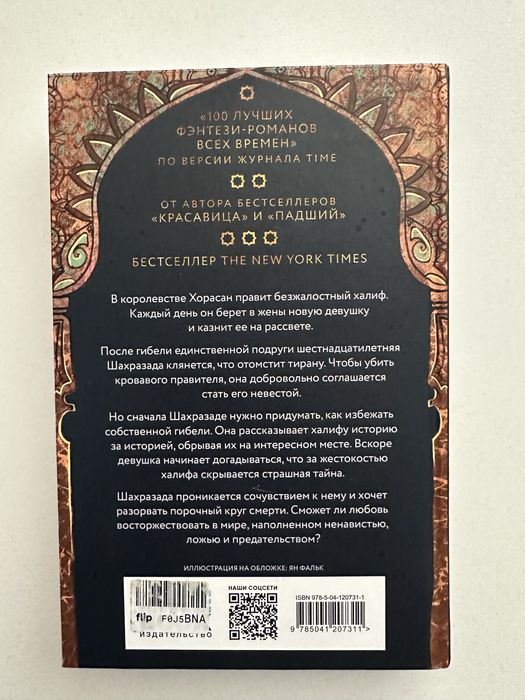 «100 ЛУЧШИХ
ФЭНТЕЗИ-РОМАНОВ
ВСЕХ ВРЕМЕН»
ПО ВЕРСИИ ЖУРНАЛА TIME
ОТ АВТОРА БЕСТСЕЛЛЕРОВ
«КРАСАВИЦА» И «ПАДШИЙ»
БЕСТСЕЛЛЕР THE NEW YORK TIMES
В королевстве Хорасан правит безжалостный халиф.
Каждый день он берет в жены новую девушку
и казнит ее на рассвете.
После гибели единственной подруги шестнадцатилетняя
Шахразада клянется, что отомстит тирану. Чтобы убить
кровавого правителя, она добровольно соглашается
стать его невестой.
Но сначала Шахразаде нужно придумать, как избежать
собственной гибели. Она рассказывает халифу историю
за историей, обрывая их на интересном месте. Вскоре
девушка начинает догадываться, что за жестокостью
халифа скрывается страшная тайна.
Шахразада проникается сочувствием к нему и хочет
разорвать порочный круг смерти. Сможет ли любовь
восторжествовать в мире, наполненном ненавистью,
ложью и предательством?
ИЛЛЮСТРАЦИЯ НА ОБЛОЖКЕ: ЯН ФАЛЬК
НАШИ СОЦСЕТИ
flip F0J5BNA
издательство
ISBN 978-5-04-120731-1
9 785041 207311 >